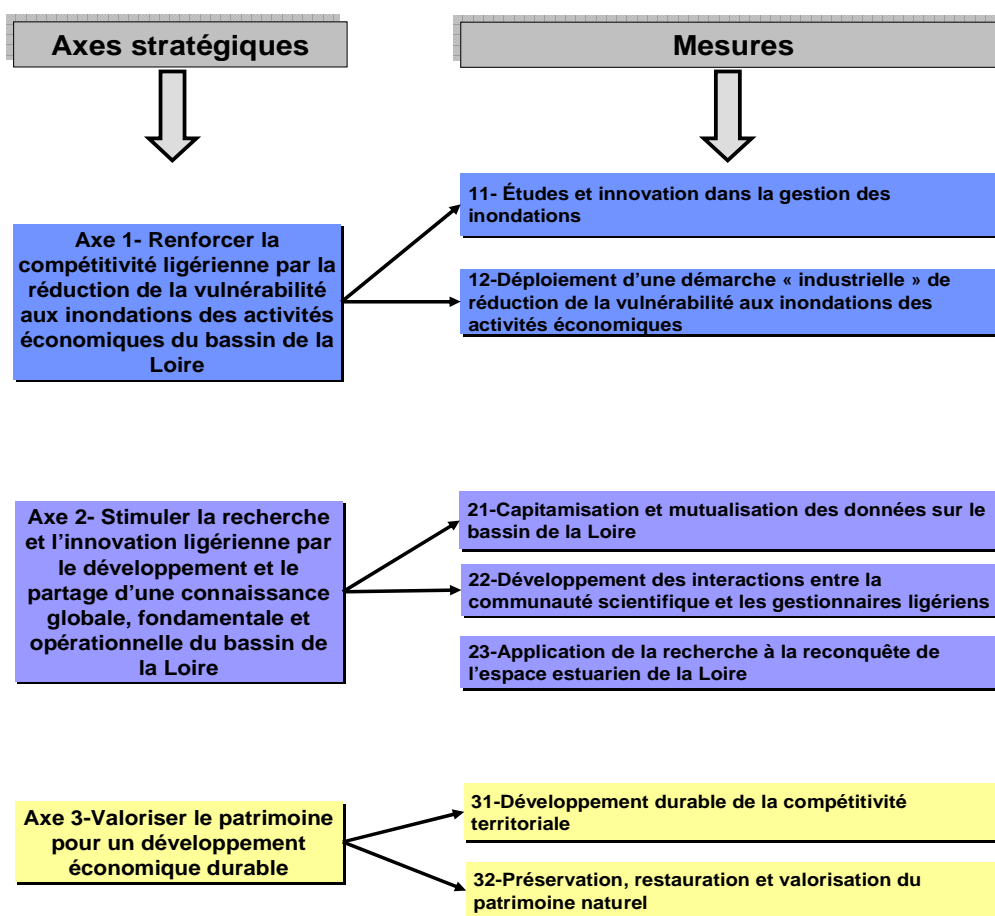 Axes stratégiques
Mesures
Axe 1- Renforcer la
compétitivité ligérienne par la
réduction de la vulnérabilité
aux inondations des activités
économiques du bassin de la
Loire
11- Études et innovation dans la gestion des
inondations
12-Déploiement d’une démarche « industrielle » de
réduction de la vulnérabilité aux inondations des
activités économiques
Axe 2- Stimuler la recherche
et l’innovation ligérienne par
le développement et le
partage d’une connaissance
globale, fondamentale et
opérationnelle du bassin de
la Loire
21-Capitamisation et mutualisation des données sur le
bassin de la Loire
22-Développement des interactions entre la
communauté scientifique et les gestionnaires ligériens
23-Application de la recherche à la reconquête de
l’espace estuarien de la Loire
Axe 3-Valoriser le patrimoine
pour un développement
économique durable
31-Développement durable de la compétitivité
territoriale
32-Préservation, restauration et valorisation du
patrimoine naturel